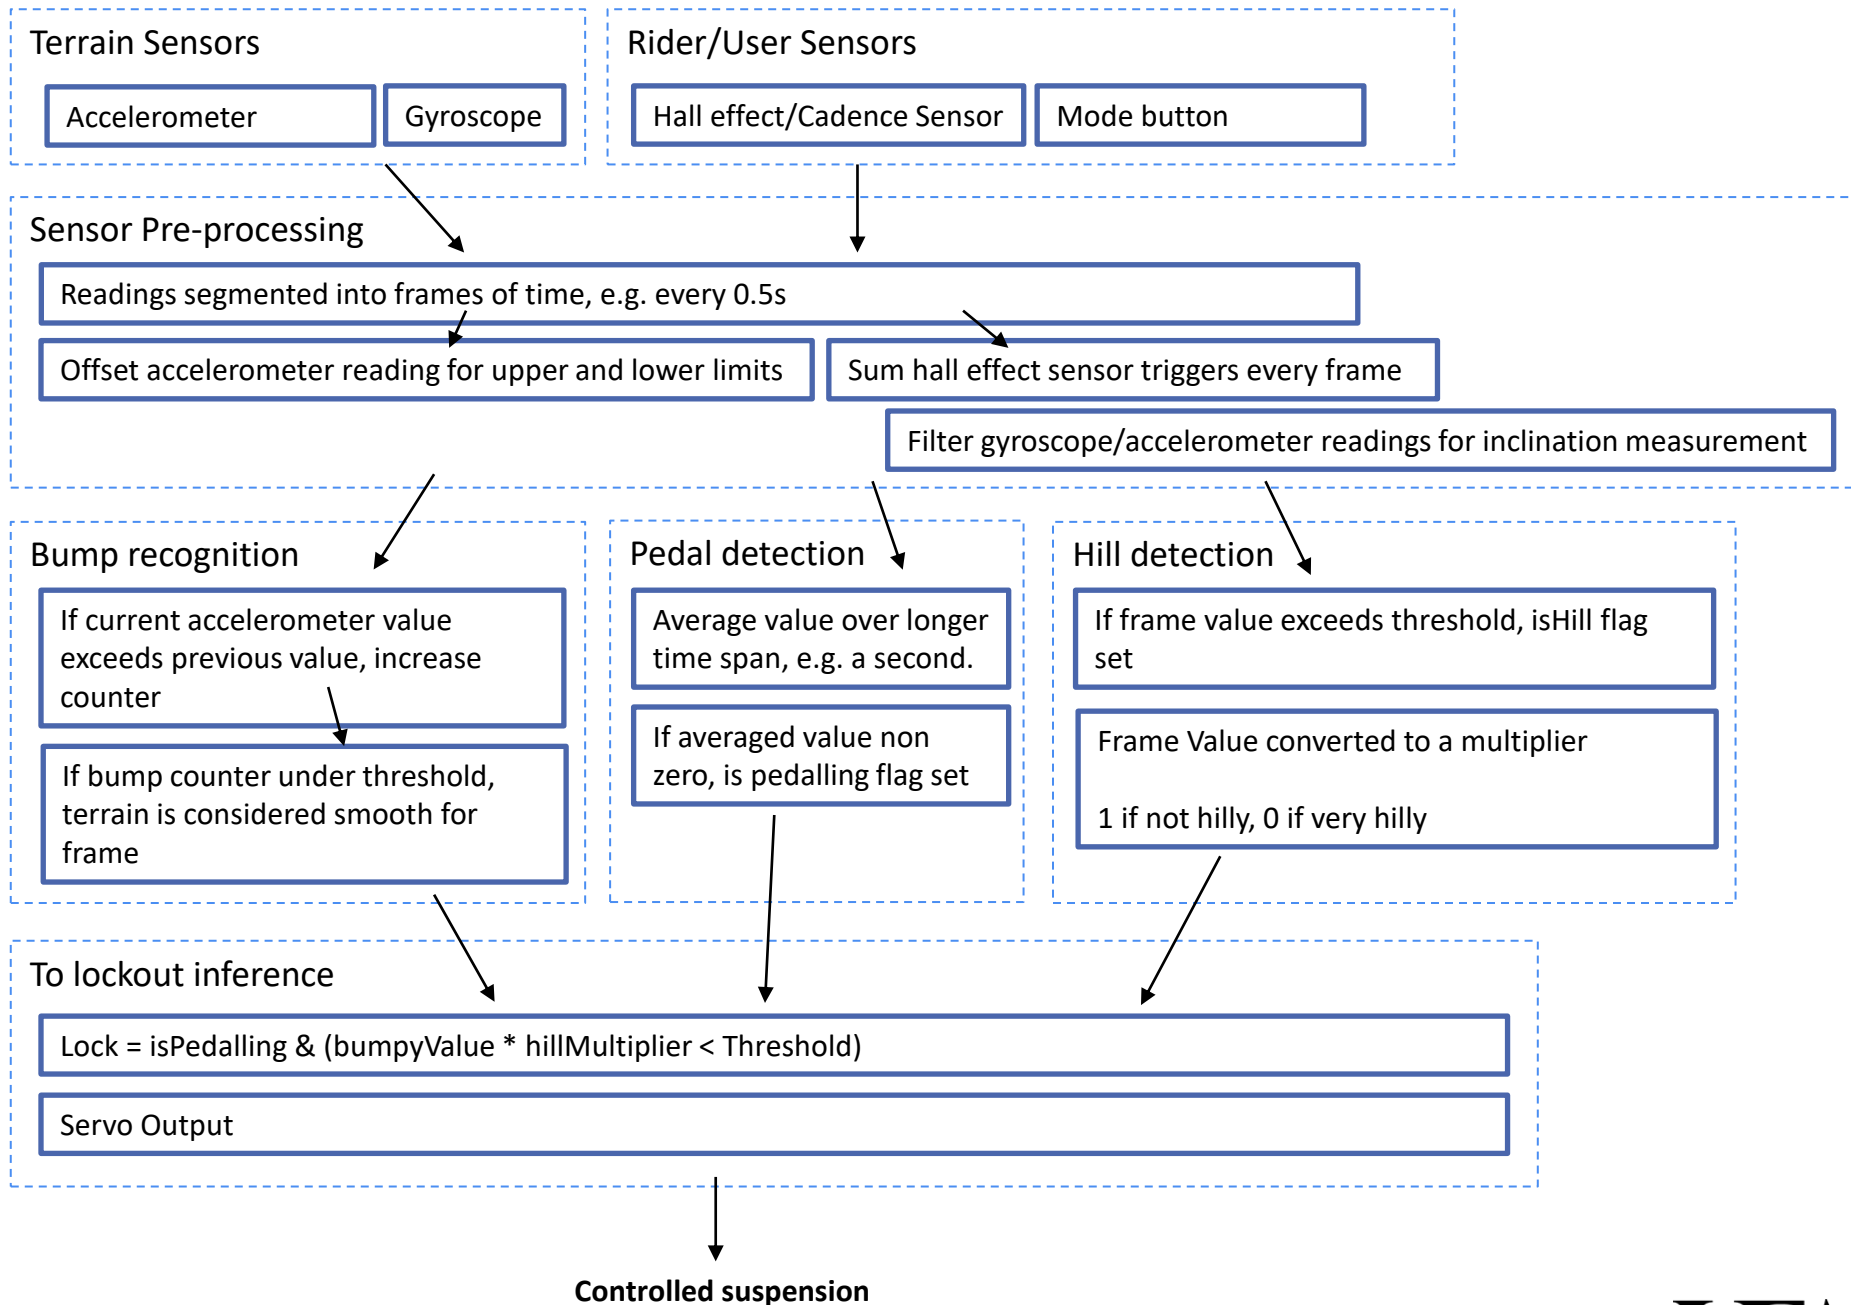 Terrain Sensors
Accelerometer
Gyroscope
Rider/User Sensors
Hall effect/Cadence Sensor
Mode button
Sensor Pre-processing
Readings segmented into frames of time, e.g. every 0.5s
Offset accelerometer reading for upper and lower limits
Sum hall effect sensor triggers every frame
Filter gyroscope/accelerometer readings for inclination measurement
Bump recognition
If current accelerometer value
exceeds previous value, increase
counter
If bump counter under threshold,
terrain is considered smooth for
frame
Pedal detection
Average value over longer
time span, e.g. a second.
If averaged value non
zero, is pedalling flag set
Hill detection
If frame value exceeds threshold, isHill flag
set
Frame Value converted to a multiplier
1 if not hilly, 0 if very hilly
To lockout inference
Lock = isPedalling & (bumpyValue * hillMultiplier < Threshold)
Servo Output
Controlled suspension